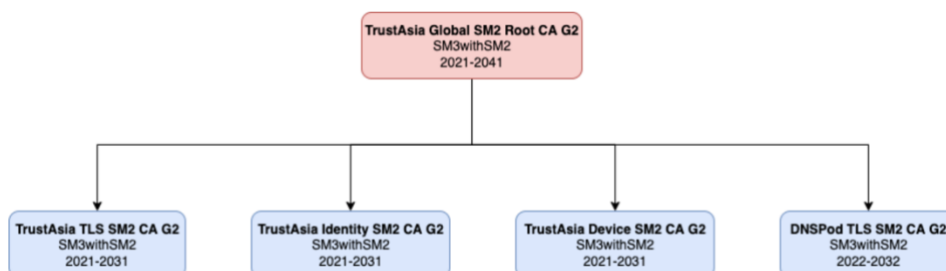 TrustAsia Global SM2 Root CA G2
SM3withSM2
2021-2041
TrustAsia TLS SM2 CA G2
SM3withSM2
2021-2031
TrustAsia Identity SM2 CA G2
SM3withSM2
2021-2031
TrustAsia Device SM2 CA G2
SM3withSM2
2021-2031
DNSPod TLS SM2 CA G2
SM3withSM2
2022-2032